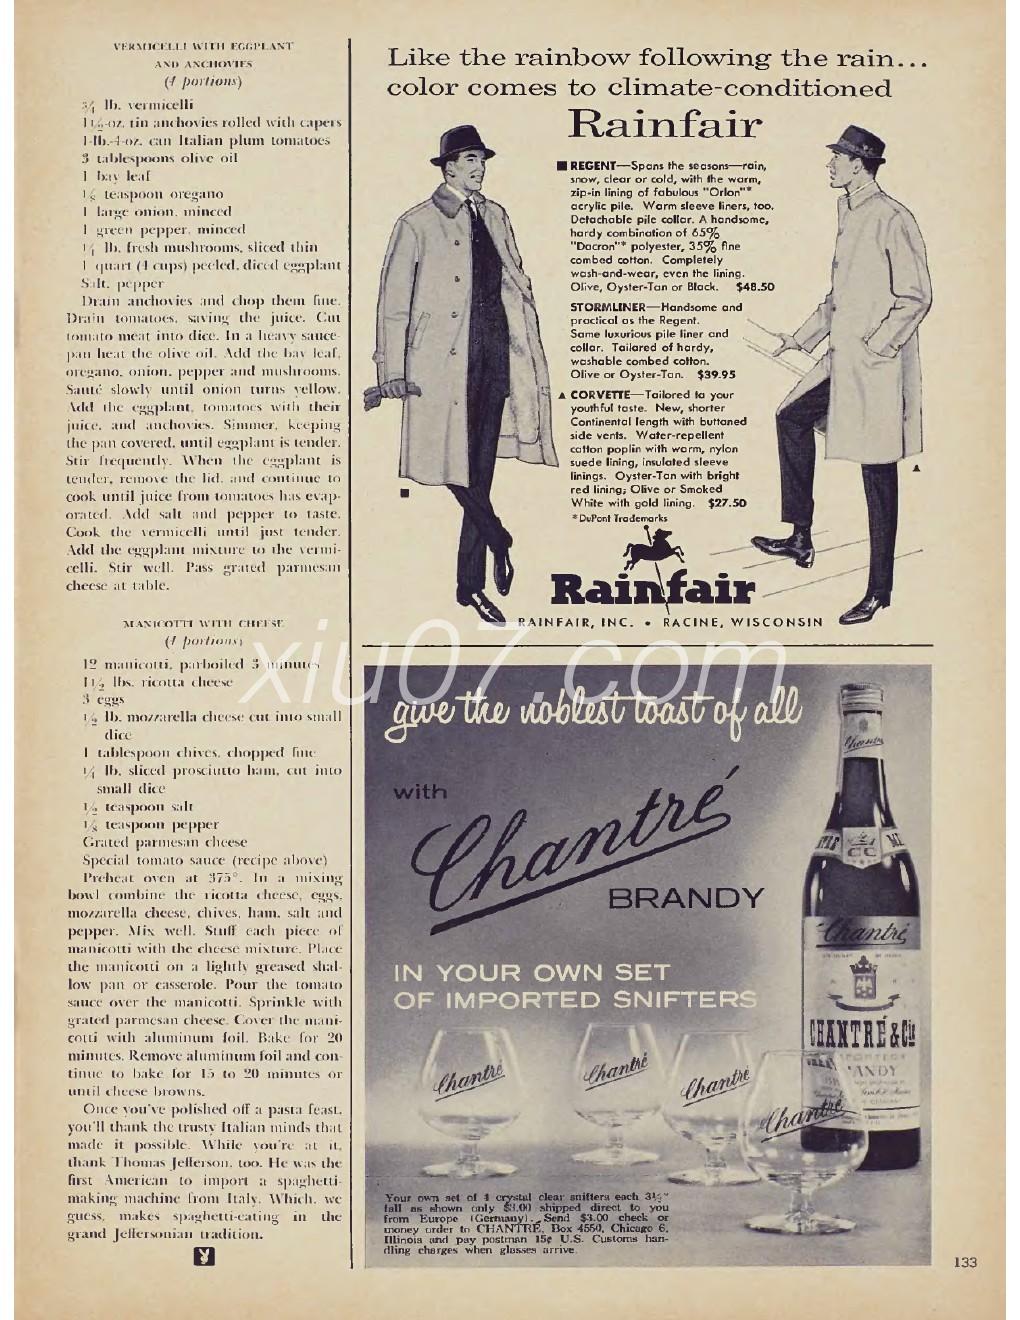 VERMICELLI WITH EGGPLANT
AND ANCHOVIES
(4 portions)
3/4 lb. vermicelli
1 1/2-oz. tin anchovies rolled with capers
1-lb.-4-oz. can Italian plum tomatoes
3 tablespoons olive oil
1 bay leaf
1/2 teaspoon oregano
1 large onion, minced
1 green pepper, minced
1/4 lb. fresh mushrooms, sliced thin
1 quart (4 cups) peeled, diced eggplant
Salt, pepper
Drain anchovies and chop them fine.
Drain tomatoes, saving the juice. Cut
tomato meat into dice. In a heavy sauce-
pan heat the olive oil. Add the bay leaf,
oregano, onion, pepper and mushrooms.
Sauté slowly until onion turns yellow.
Add the eggplant, tomatoes with their
juice, and anchovies. Simmer, keeping
the pan covered, until eggplant is tender.
Stir frequently. When the eggplant is
tender, remove the lid, and continue to
cook until juice from tomatoes has evap-
orated. Add salt and pepper to taste.
Cook the vermicelli until just tender.
Add the eggplant mixture to the vermi-
celli. Stir well. Pass grated parmesan
cheese at table.
MANICOTTI WITH CHEESE
(4 portions)
12 manicotti, parboiled 5 minutes
1 1/2 lbs. ricotta cheese
3 eggs
1/2 lb. mozzarella cheese cut into small
dice
1 tablespoon chives, chopped fine
1/4 lb. sliced prosciutto ham, cut into
small dice
1/2 teaspoon salt
1/8 teaspoon pepper
Grated parmesan cheese
Special tomato sauce (recipe above)
Preheat oven at 375°. In a mixing
bowl combine the ricotta cheese, eggs,
mozzarella cheese, chives, ham, salt and
pepper. Mix well. Stuff each piece of
manicotti with the cheese mixture. Place
the manicotti on a lightly greased shal-
low pan or casserole. Pour the tomato
sauce over the manicotti. Sprinkle with
grated parmesan cheese. Cover the mani-
cotti with aluminum foil. Bake for 20
minutes. Remove aluminum foil and con-
tinue to bake for 15 to 20 minutes or
until cheese browns.
Once you've polished off a pasta feast,
you'll thank the trusty Italian minds that
made it possible. While you're at it,
thank Thomas Jefferson, too. He was the
first American to import a spaghetti-
making machine from Italy. Which, we
guess, makes spaghetti-eating in the
grand Jeffersonian tradition.
Like the rainbow following the rain...
color comes to climate-conditioned
Rainfair
■ REGENT—Spans the seasons—rain,
snow, clear or cold, with the warm,
zip-in lining of fabulous "Orlon"*
acrylic pile. Warm sleeve liners, too.
Detachable pile collar. A handsome,
hardy combination of 65%
"Dacron"* polyester, 35% fine
combed cotton. Completely
wash-and-wear, even the lining.
Olive, Oyster-Tan or Black. $48.50
STORMLINER—Handsome and
practical as the Regent.
Same luxurious pile liner and
collar. Tailored of hardy,
washable combed cotton.
Olive or Oyster-Tan. $39.95
▲ CORVETTE—Tailored to your
youthful taste. New, shorter
Continental length with buttoned
side vents. Water-repellent
cotton poplin with warm, nylon
suede lining, insulated sleeve
linings. Oyster-Tan with bright
red lining; Olive or Smoked
White with gold lining. $27.50
*DuPont Trademarks
Rainfair
RAINFAIR, INC. • RACINE, WISCONSIN
xiu07.com
give the noblest toast of all
with
Chantré
BRANDY
IN YOUR OWN SET
OF IMPORTED SNIFTERS
Chantré
CC
Chantré
CHANTRÉ & Cie
Chantré
Chantré
Chantré
Chantré
Your own set of 4 crystal clear snifters each 3 1/2"
tall as shown only $3.00 shipped direct to you
from Europe (Germany). Send $3.00 check or
money order to CHANTRÉ, Box 4550, Chicago 6,
Illinois and pay postman 15¢ U.S. Customs han-
dling charges when glasses arrive.
133